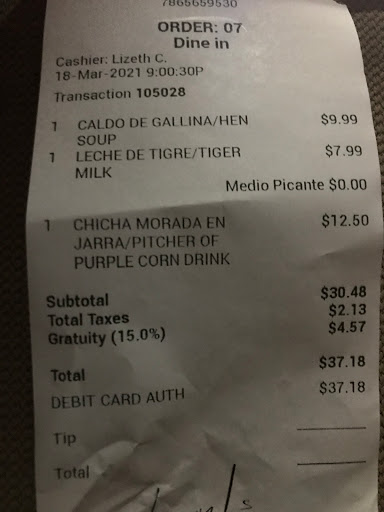 7865659530
ORDER: 07
Dine in
Cashier: Lizeth C.
18-Mar-2021 9:00:30P
Transaction 105028
1 CALDO DE GALLINA/HEN $9.99
SOUP
1 LECHE DE TIGRE/TIGER $7.99
MILK
Medio Picante $0.00
1 CHICHA MORADA EN $12.50
JARRA/PITCHER OF
PURPLE CORN DRINK
Subtotal $30.48
Total Taxes $2.13
Gratuity (15.0%) $4.57
Total $37.18
DEBIT CARD AUTH $37.18
Tip
Total